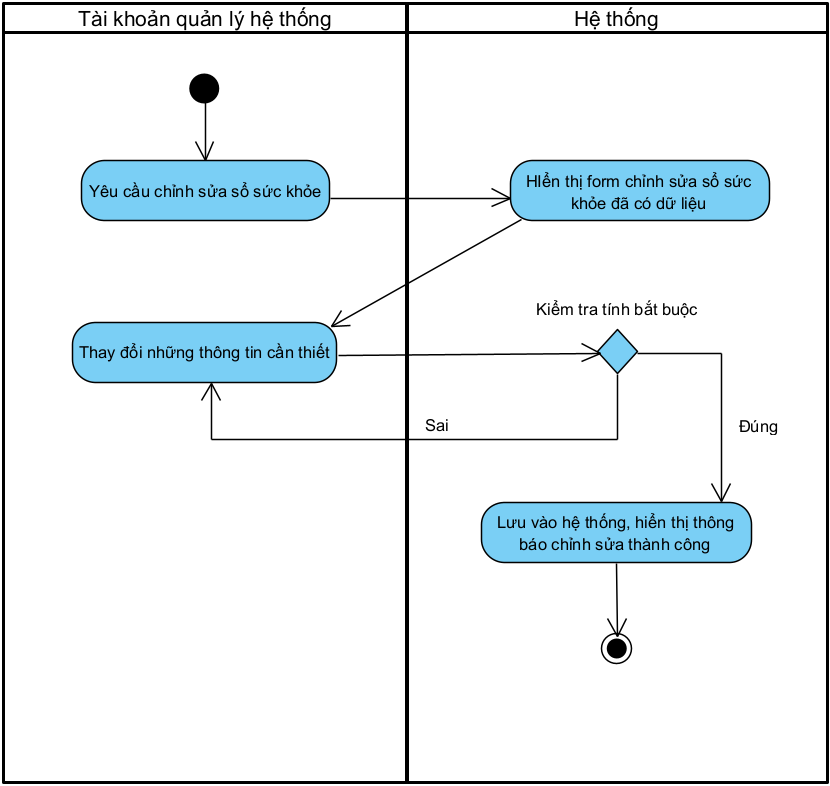 Tài khoản quản lý hệ thống
Hệ thống
Yêu cầu chỉnh sửa sổ sức khỏe
HIển thị form chỉnh sửa sổ sức
khỏe đã có dữ liệu
Kiểm tra tính bắt buộc
Thay đổi những thông tin cần thiết
Sai
Đúng
Lưu vào hệ thống, hiển thị thông
báo chỉnh sửa thành công